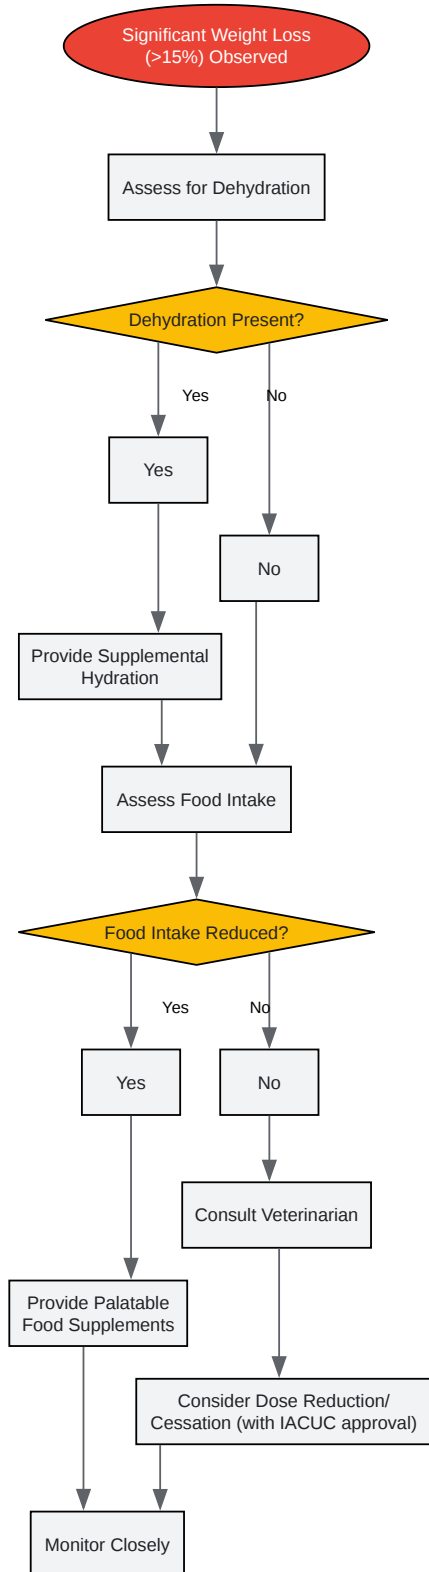 Significant Weight Loss
(>15%) Observed
Assess for Dehydration
Dehydration Present?
Yes
No
Yes
No
Provide Supplemental
Hydration
Assess Food Intake
Food Intake Reduced?
Yes
No
Yes
No
Consult Veterinarian
Provide Palatable
Food Supplements
Consider Dose Reduction/
Cessation (with IACUC approval)
Monitor Closely